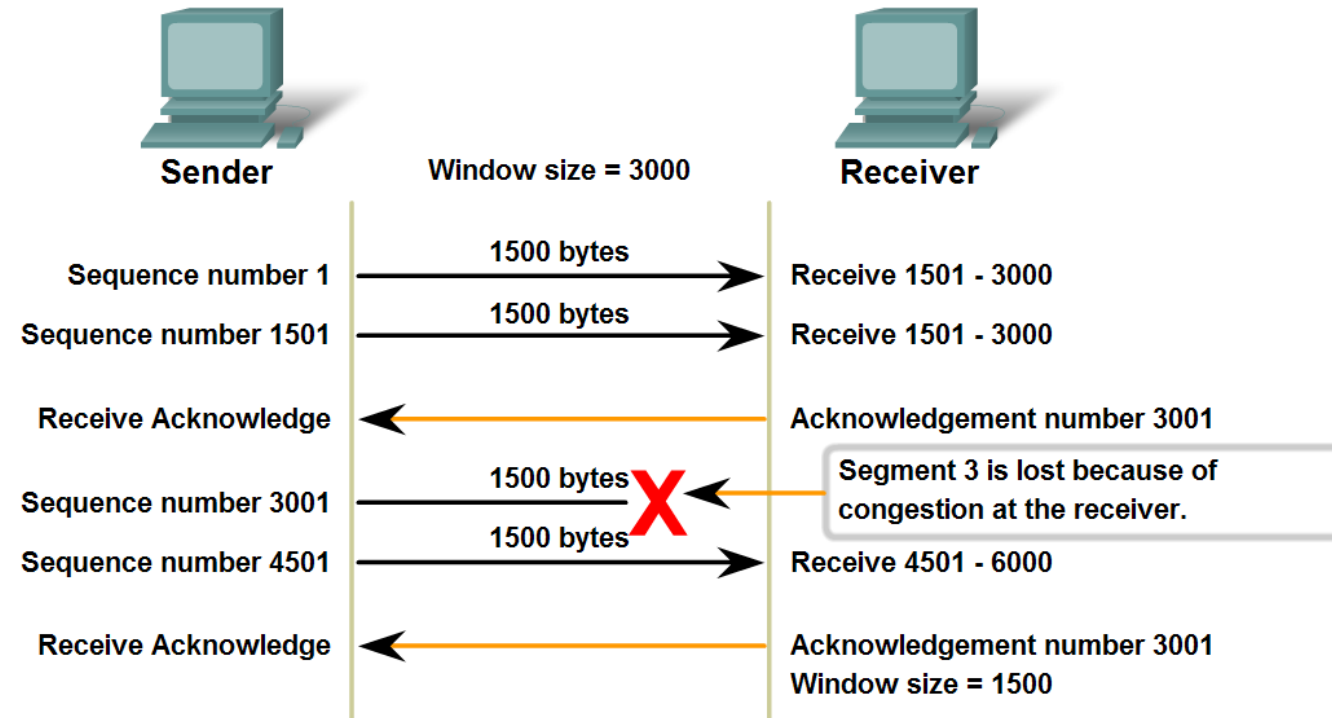 Sender
Window size = 3000
Receiver
1500 bytes
Sequence number 1
Receive 1501 - 3000
1500 bytes
Sequence number 1501
Receive 1501 - 3000
Receive Acknowledge
Acknowledgement number 3001
Segment 3 is lost because of
congestion at the receiver.
1500 bytes
X
Sequence number 3001
1500 bytes
Sequence number 4501
Receive 4501 - 6000
Receive Acknowledge
Acknowledgement number 3001
Window size = 1500